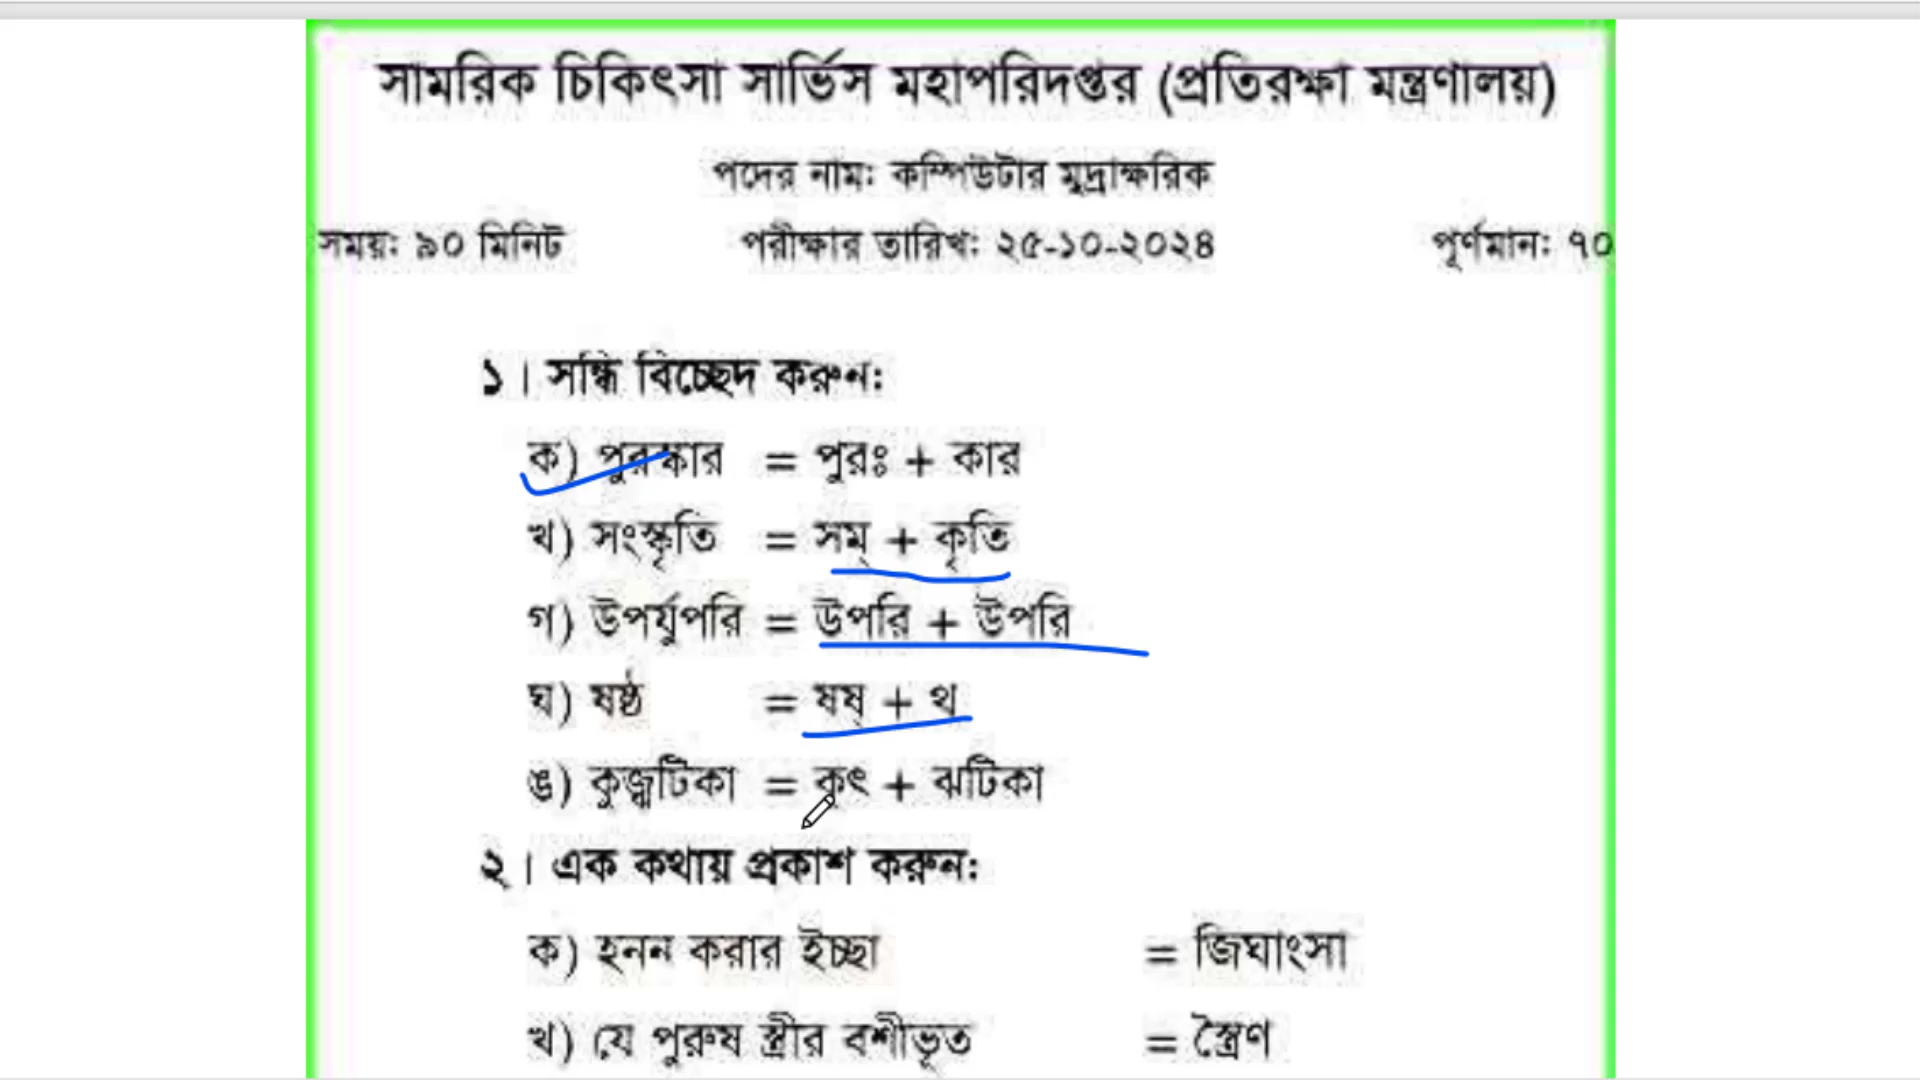 সামরিক চিকিৎসা সার্ভিস মহাপরিদপ্তর (প্রতিরক্ষা মন্ত্রণালয়)
পদের নাম: কম্পিউটার মুদ্রাক্ষরিক
সময়: ৯০ মিনিট পরীক্ষার তারিখ: ২৫-১০-২০২৪ পূর্ণমান: ৭০
১। সন্ধি বিচ্ছেদ করুন:
ক) পুরস্কার = পুরঃ + কার
খ) সংস্কৃতি = সম্ + কৃতি
গ) উপর্যুপরি = উপরি + উপরি
ঘ) ষষ্ঠ = ষষ্ + থ
ঙ) কুজ্ঝটিকা = কুৎ + ঝটিকা
২। এক কথায় প্রকাশ করুন:
ক) হনন করার ইচ্ছা = জিঘাংসা
খ) যে পুরুষ স্ত্রীর বশীভূত = স্ত্রৈণ